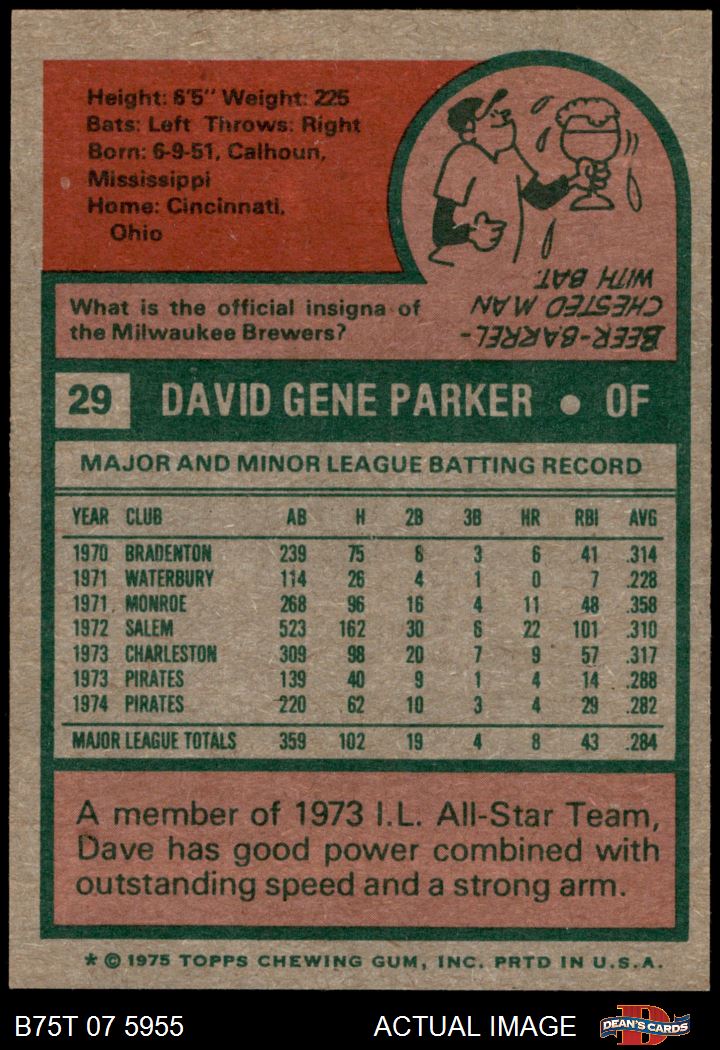 Height: 6'5" Weight: 225
Bats: Left Throws: Right
Born: 6-9-51, Calhoun,
Mississippi
Home: Cincinnati,
Ohio
What is the official insigna of
the Milwaukee Brewers?
BEER-BARREL-
CHESTED MAN
WITH BAT.
29 DAVID GENE PARKER • OF
MAJOR AND MINOR LEAGUE BATTING RECORD
YEAR CLUB AB H 2B 3B HR RBI AVG
1970 BRADENTON 239 75 8 3 6 41 .314
1971 WATERBURY 114 26 4 1 0 7 .228
1971 MONROE 268 96 16 4 11 48 .358
1972 SALEM 523 162 30 6 22 101 .310
1973 CHARLESTON 309 98 20 7 9 57 .317
1973 PIRATES 139 40 9 1 4 14 .288
1974 PIRATES 220 62 10 3 4 29 .282
MAJOR LEAGUE TOTALS 359 102 19 4 8 43 .284
A member of 1973 I.L. All-Star Team,
Dave has good power combined with
outstanding speed and a strong arm.
* © 1975 TOPPS CHEWING GUM, INC. PRTD IN U.S.A.
B75T 07 5955 ACTUAL IMAGE D DEAN'S CARDS